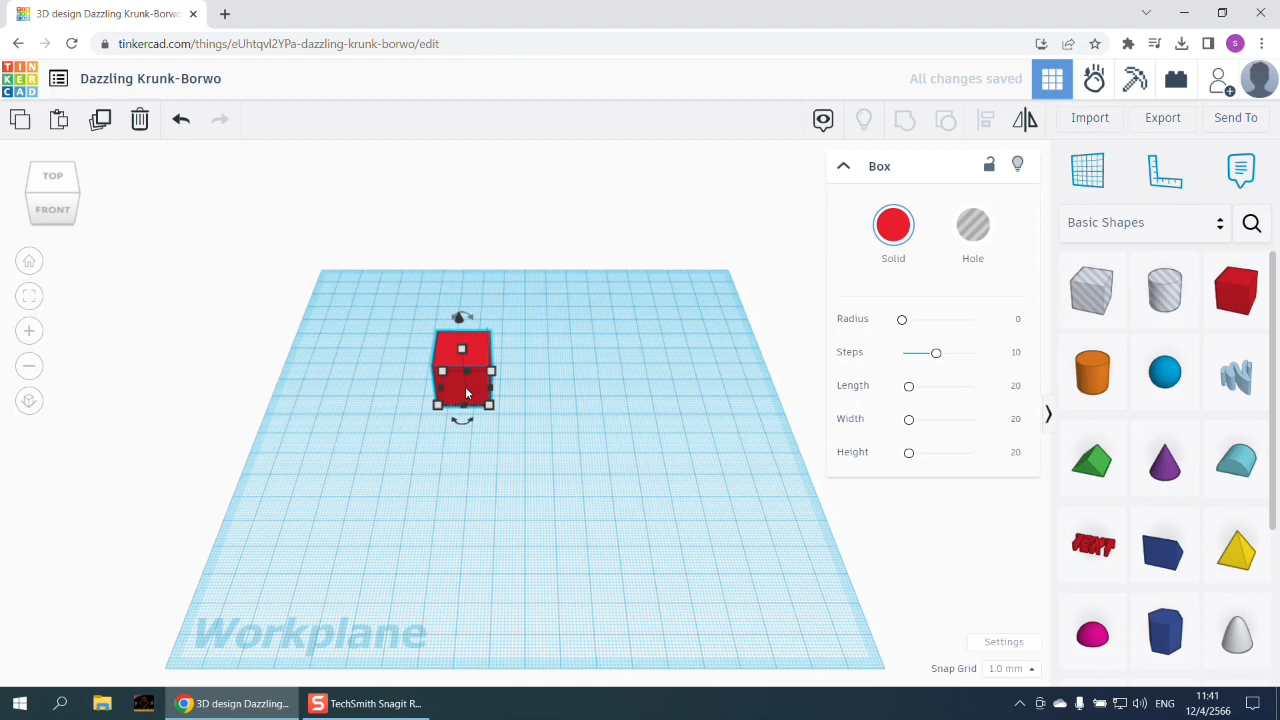 3D design Dazzling Krunk-Borwo
tinkercad.com/things/eUhtqvl2YPa-dazzling-krunk-borwo/edit
TIN
KER
CAD
Dazzling Krunk-Borwo
All changes saved
Import
Export
Send To
TOP
FRONT
Box
Solid
Hole
Radius 0
Steps 10
Length 20
Width 20
Height 20
Basic Shapes
TEXT
Workplane
Settings
Snap Grid 1.0 mm
3D design Dazzling...
TechSmith Snagit R...
ENG
11:41
12/4/2566